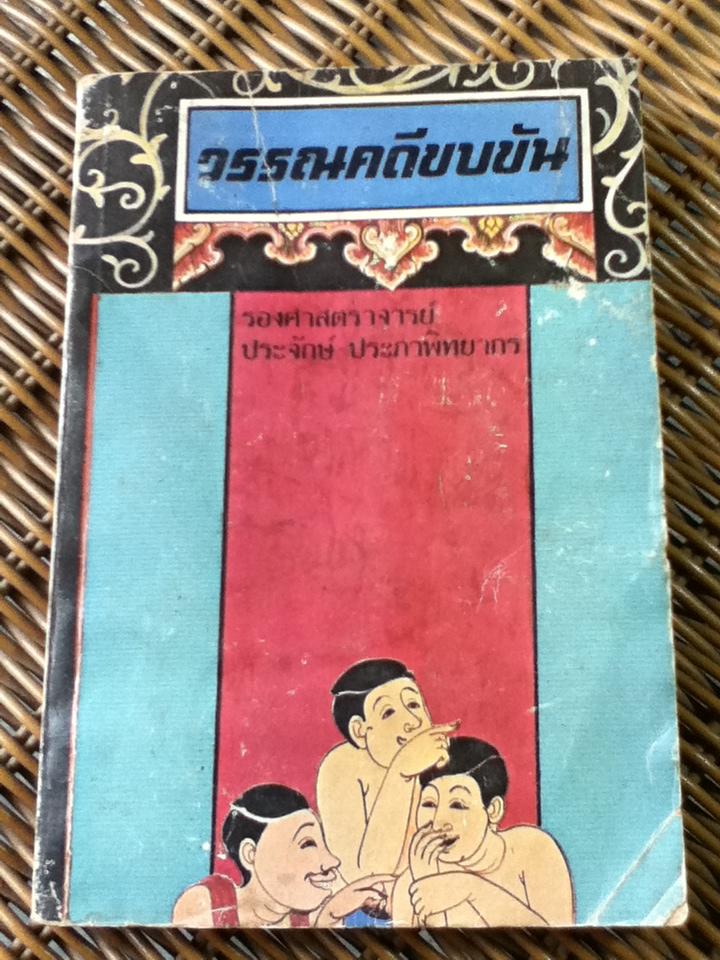 วรรณคดีขบขัน
รองศาสตราจารย์
ประจักษ์ ประภาพิทยากร